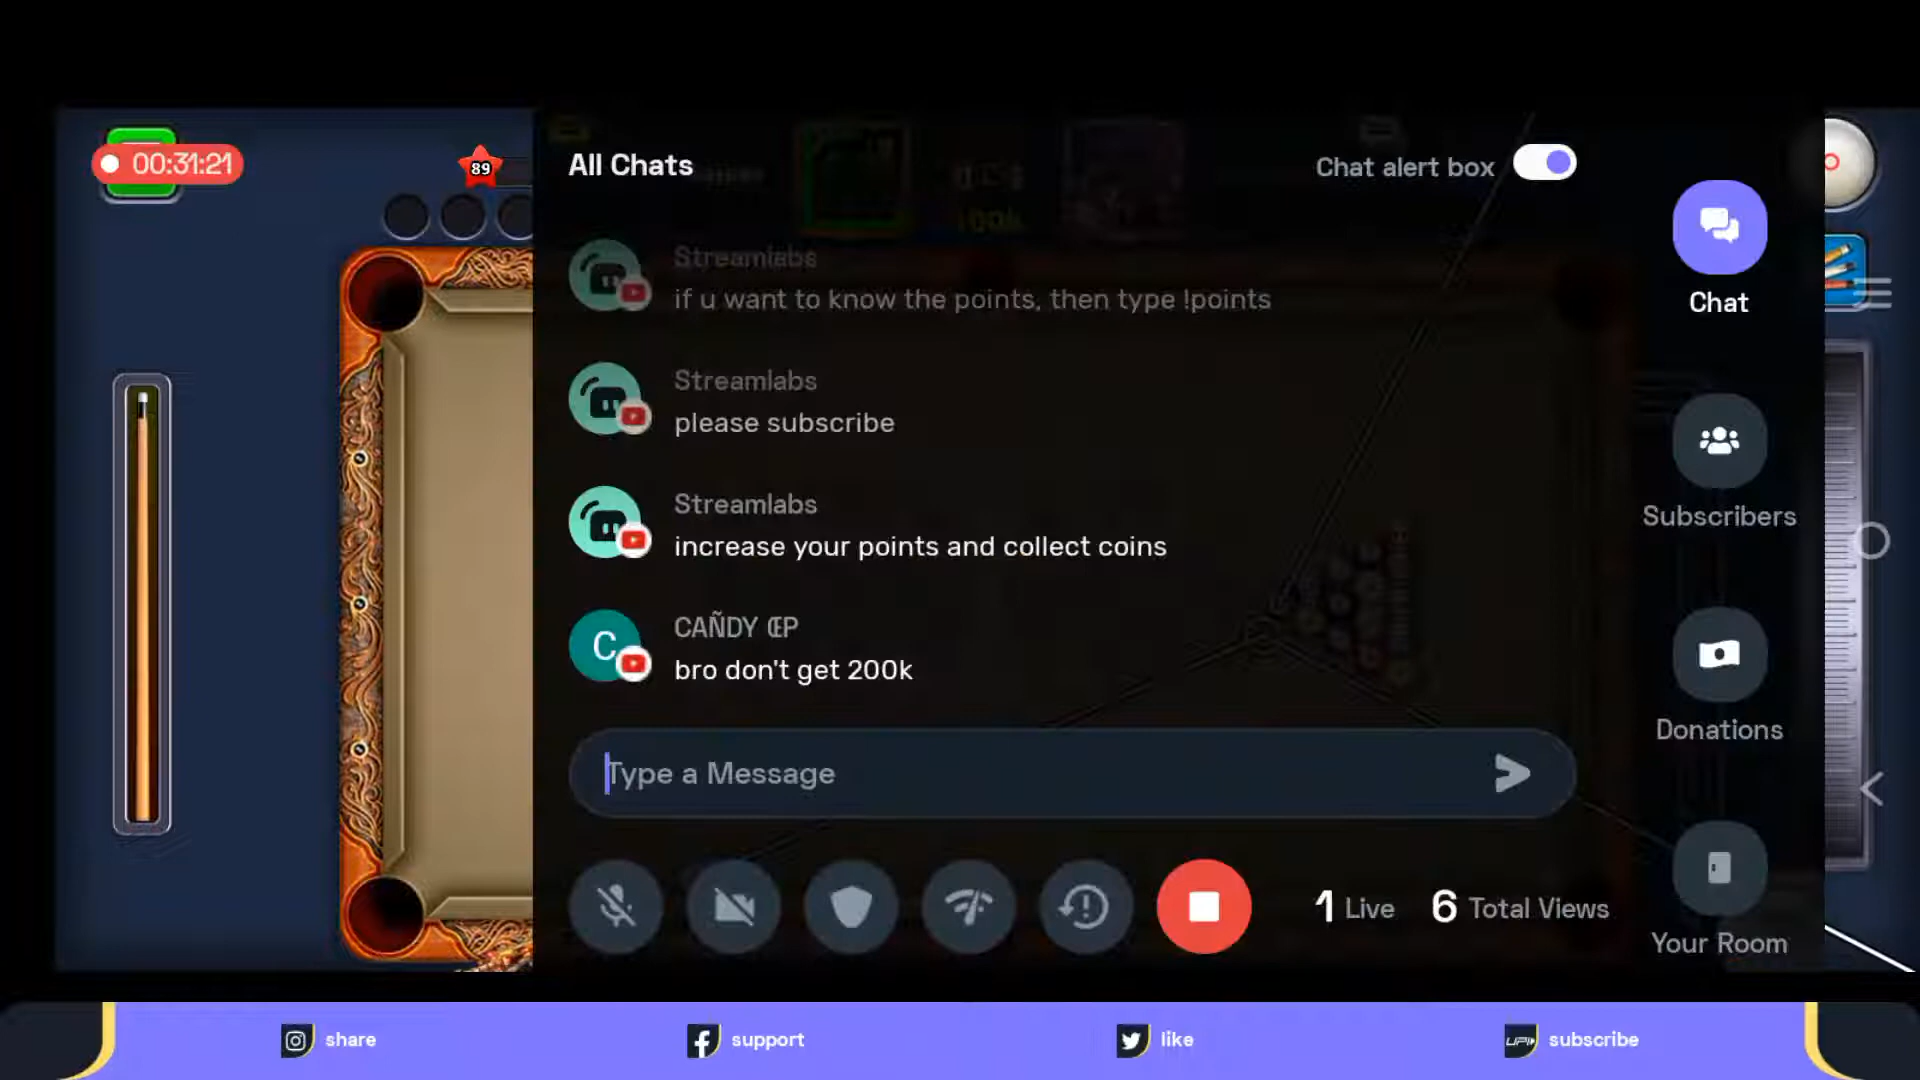 00:31:21
89
All Chats
Chat alert box
Streamlabs
if u want to know the points, then type !points
Streamlabs
please subscribe
Streamlabs
increase your points and collect coins
C
CAÑDY ŒP
bro don't get 200k
Type a Message
1 Live 6 Total Views
Chat
Subscribers
Donations
Your Room
share
support
like
UPI
subscribe